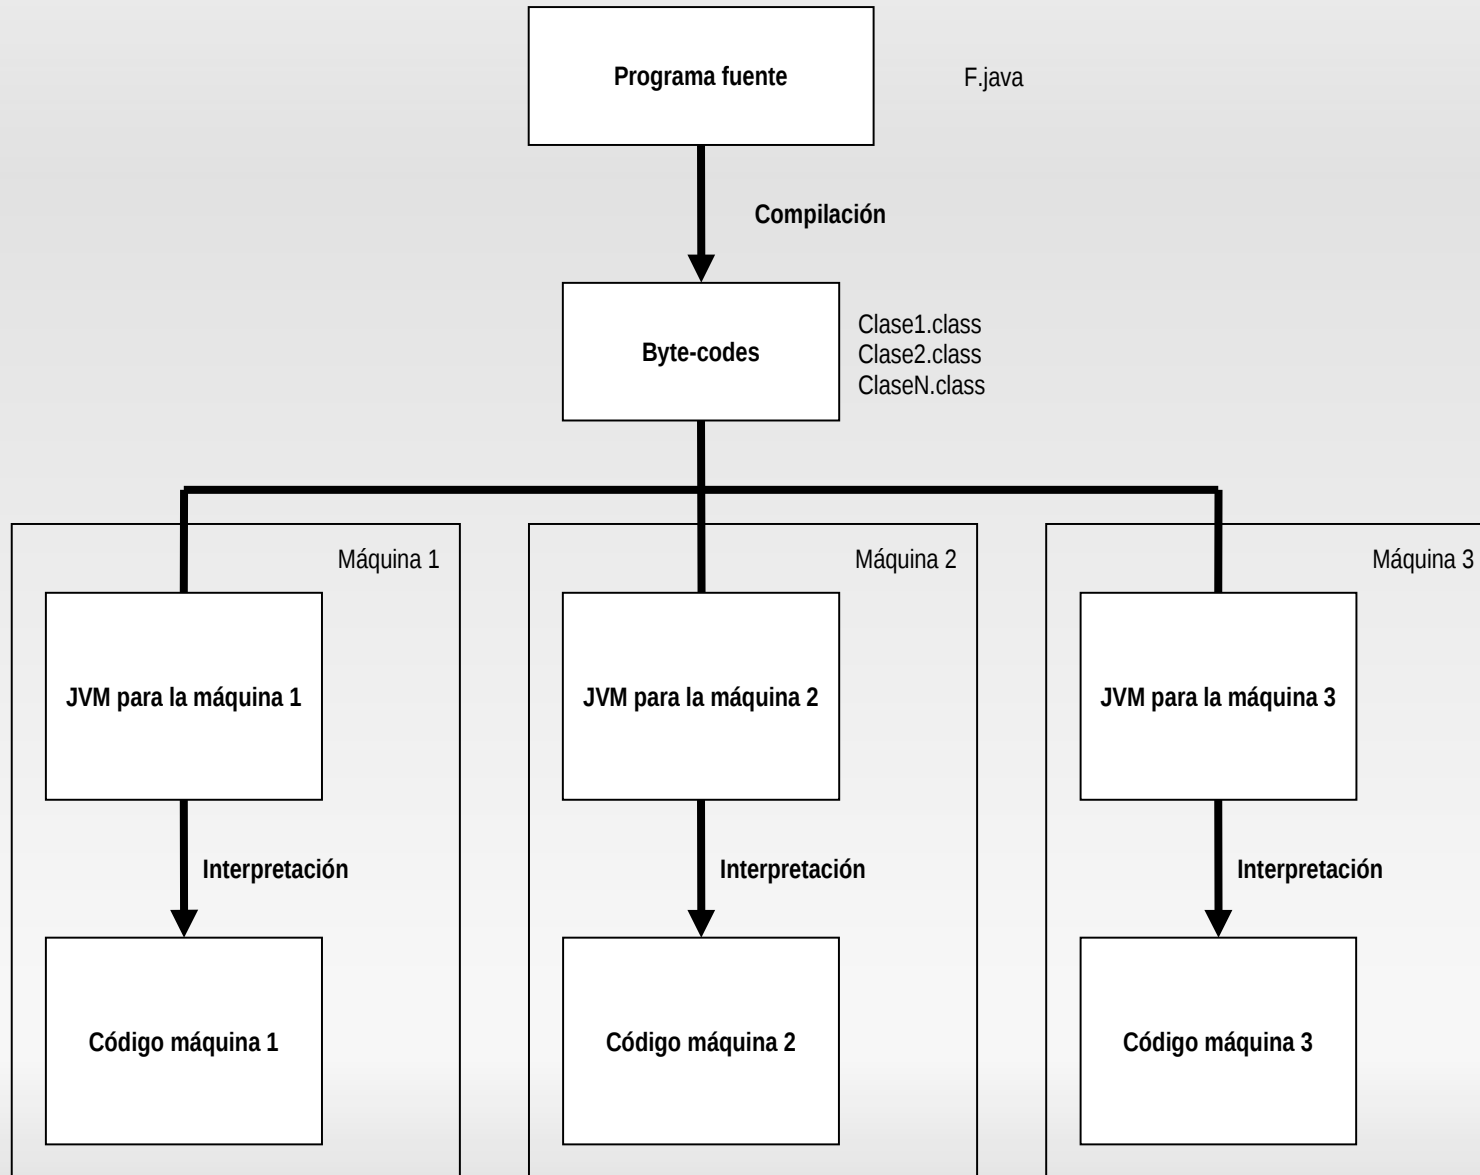 Programa fuente
F.java
Compilación
Byte-codes
Clase1.class
Clase2.class
ClaseN.class
Máquina 1
Máquina 2
Máquina 3
JVM para la máquina 1
JVM para la máquina 2
JVM para la máquina 3
Interpretación
Interpretación
Interpretación
Código máquina 1
Código máquina 2
Código máquina 3